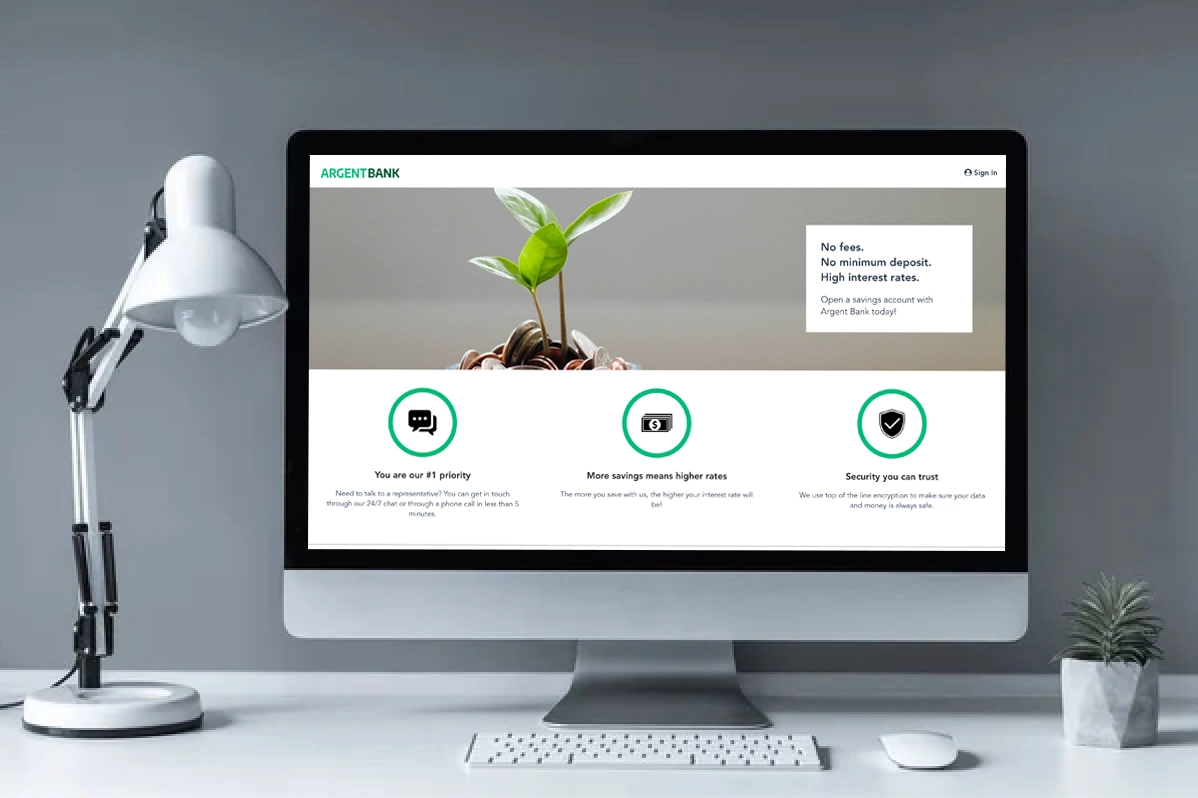 ARGENTBANK
Sign In
No fees.
No minimum deposit.
High interest rates.
Open a savings account with
Argent Bank today!
You are our #1 priority
Need to talk to a representative? You can get in touch
through our 24/7 chat or through a phone call in less than 5
minutes.
More savings means higher rates
The more you save with us, the higher your interest rate will
be!
Security you can trust
We use top of the line encryption to make sure your data
and money is always safe.